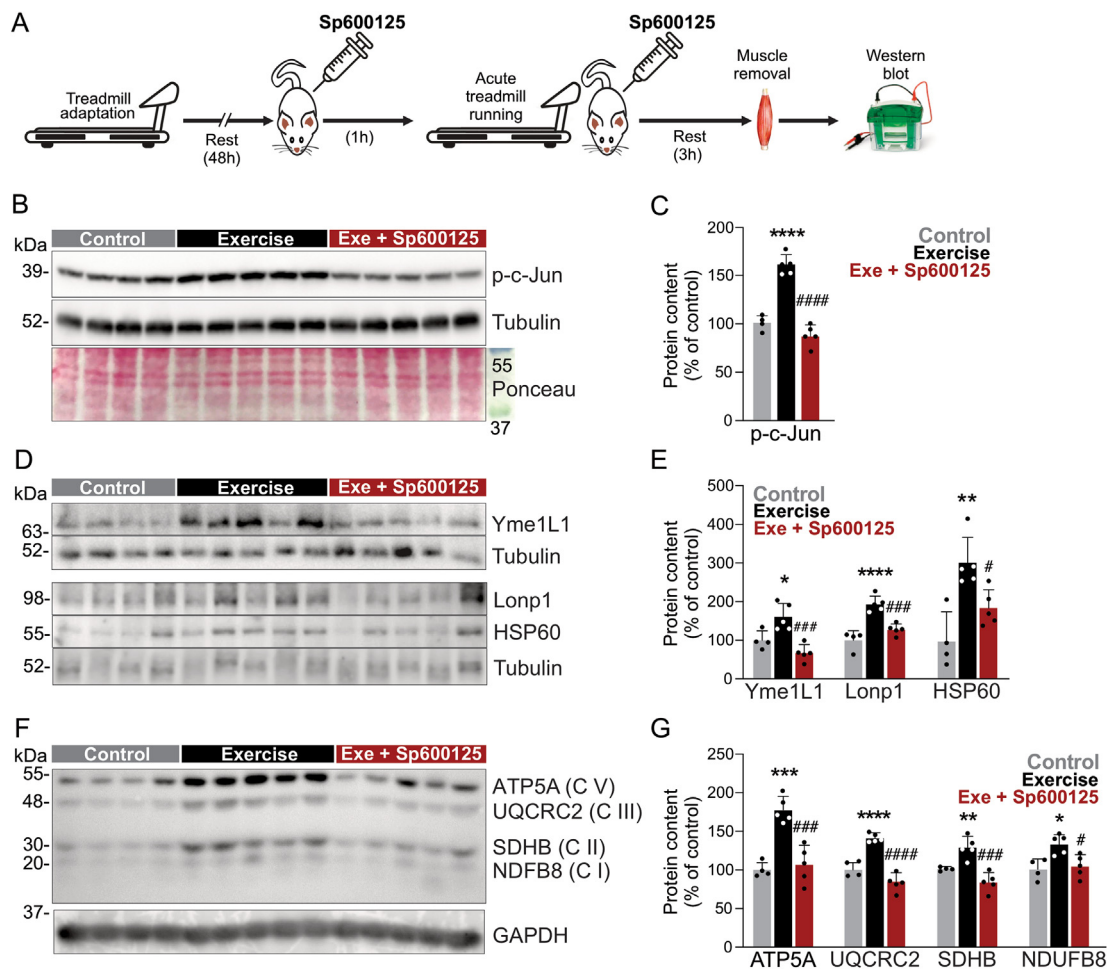 A
Sp600125
Sp600125
Treadmill
adaptation
Rest
(48h)
(1h)
Acute
treadmill
running
Rest
(3h)
Muscle
removal
Western
blot
B
kDa
Control
Exercise
Exe + Sp600125
39-
p-c-Jun
52-
Tubulin
55
Ponceau
37
C
200
150
100
50
0
Protein content
(% of control)
****
####
p-c-Jun
Control
Exercise
Exe + Sp600125
D
kDa
Control
Exercise
Exe + Sp600125
63-
Yme1L1
52-
Tubulin
98-
Lonp1
55-
HSP60
52-
Tubulin
E
500
400
300
200
100
0
Protein content
(% of control)
Control
Exercise
Exe + Sp600125
*
###
****
###
**
#
Yme1L1
Lonp1
HSP60
F
kDa
Control
Exercise
Exe + Sp600125
55-
ATP5A (C V)
48-
UQCRC2 (C III)
30-
SDHB (C II)
20-
NDFB8 (C I)
37-
GAPDH
G
250
200
150
100
50
0
Protein content
(% of control)
Control
Exercise
Exe + Sp600125
***
###
****
####
**
###
*
#
ATP5A
UQCRC2
SDHB
NDUFB8